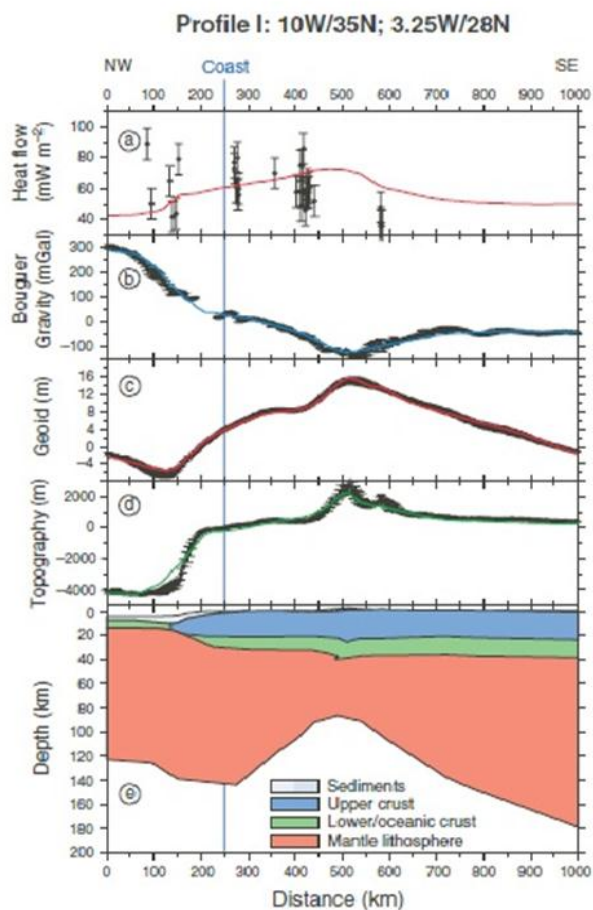 Profile I: 10W/35N; 3.25W/28N
NW Coast SE
0 100 200 300 400 500 600 700 800 900 1000
Heat flow
(mW m⁻²)
100
80
60
40
a
Bouguer
Gravity (mGal)
300
200
100
0
−100
b
Geoid (m)
16
12
8
4
0
−4
c
Topography (m)
2000
0
−2000
−4000
d
Depth (km)
0
20
40
60
80
100
120
140
160
180
200
e
Sediments
Upper crust
Lower/oceanic crust
Mantle lithosphere
0 100 200 300 400 500 600 700 800 900 1000
Distance (km)